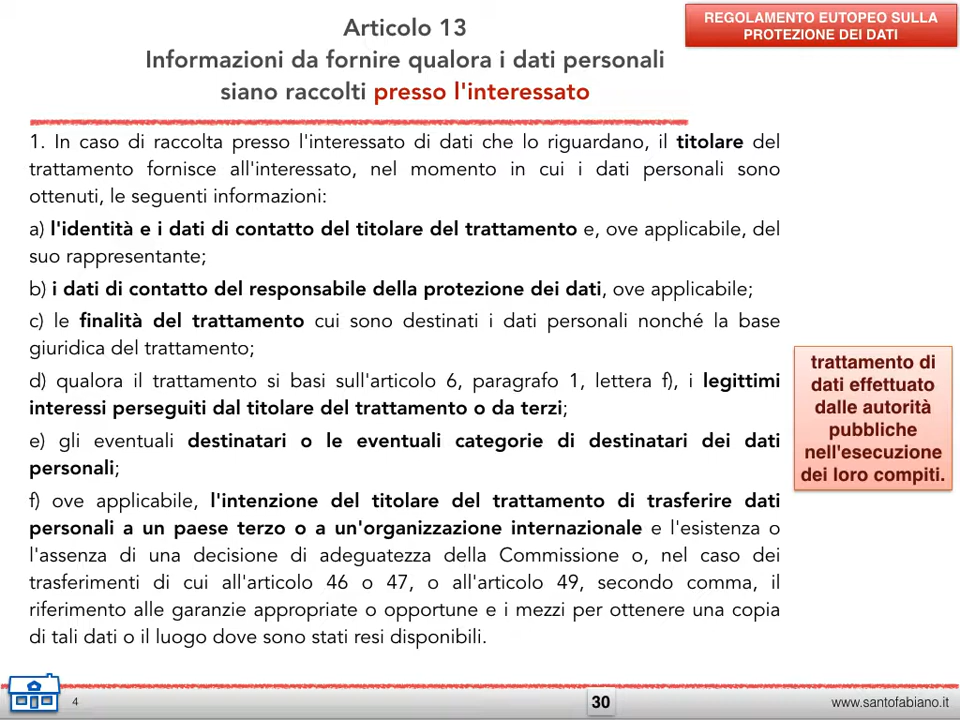 Articolo 13
Informazioni da fornire qualora i dati personali
siano raccolti presso l'interessato
REGOLAMENTO EUTOPEO SULLA
PROTEZIONE DEI DATI
1. In caso di raccolta presso l'interessato di dati che lo riguardano, il titolare del
trattamento fornisce all'interessato, nel momento in cui i dati personali sono
ottenuti, le seguenti informazioni:
a) l'identità e i dati di contatto del titolare del trattamento e, ove applicabile, del
suo rappresentante;
b) i dati di contatto del responsabile della protezione dei dati, ove applicabile;
c) le finalità del trattamento cui sono destinati i dati personali nonché la base
giuridica del trattamento;
d) qualora il trattamento si basi sull'articolo 6, paragrafo 1, lettera f), i legittimi
interessi perseguiti dal titolare del trattamento o da terzi;
e) gli eventuali destinatari o le eventuali categorie di destinatari dei dati
personali;
f) ove applicabile, l'intenzione del titolare del trattamento di trasferire dati
personali a un paese terzo o a un'organizzazione internazionale e l'esistenza o
l'assenza di una decisione di adeguatezza della Commissione o, nel caso dei
trasferimenti di cui all'articolo 46 o 47, o all'articolo 49, secondo comma, il
riferimento alle garanzie appropriate o opportune e i mezzi per ottenere una copia
di tali dati o il luogo dove sono stati resi disponibili.
trattamento di
dati effettuato
dalle autorità
pubbliche
nell'esecuzione
dei loro compiti.
4
30
www.santofabiano.it